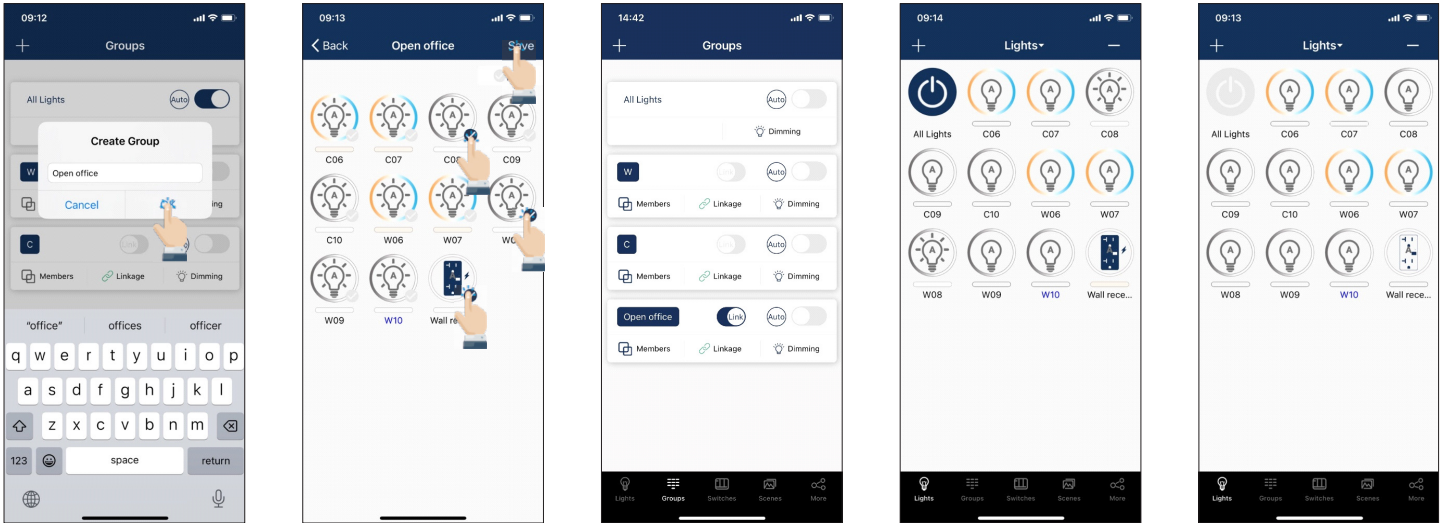 09:12
Groups
All Lights
Auto
Create Group
W
Open office
Cancel
ing
C
Link
Members
Linkage
Dimming
"office"
offices
officer
q w e r t y u i o p
a s d f g h j k l
z x c v b n m
123
space
return
09:13
Back
Open office
Save
C06
C07
C08
C09
C10
W06
W07
W09
W10
14:42
Groups
All Lights
Auto
Dimming
W
Link
Auto
Members
Linkage
Dimming
C
Link
Auto
Members
Linkage
Dimming
Open office
Link
Auto
Members
Linkage
Dimming
Lights
Groups
Switches
Scenes
More
09:14
Lights
A A A
All Lights
C06
C07
C08
A A A A
C09
C10
W06
W07
A A A A
W08
W09
W10
Wall rece...
Lights
Groups
Switches
Scenes
More
09:13
Lights
A A A
All Lights
C06
C07
C08
A A A A
C09
C10
W06
W07
A A A A
W08
W09
W10
Wall rece...
Lights
Groups
Switches
Scenes
More